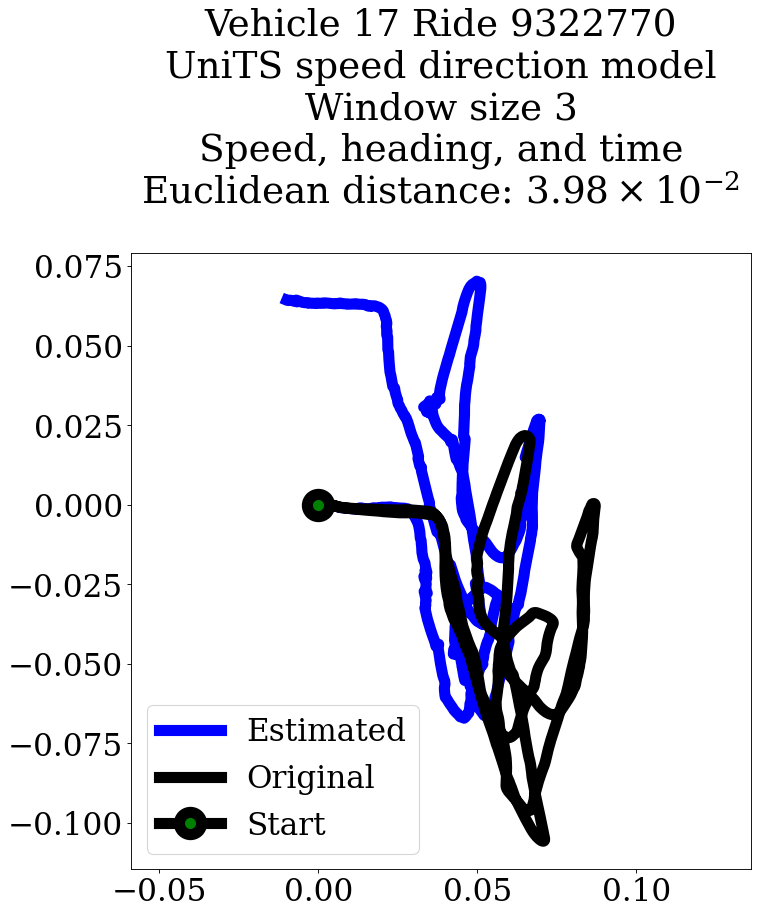 Vehicle 17 Ride 9322770
UniTS speed direction model
Window size 3
Speed, heading, and time
Euclidean distance: 3.98 × 10⁻²
0.075
0.050
0.025
0.000
−0.025
−0.050
−0.075
−0.100
Estimated
Original
Start
−0.05 0.00 0.05 0.10